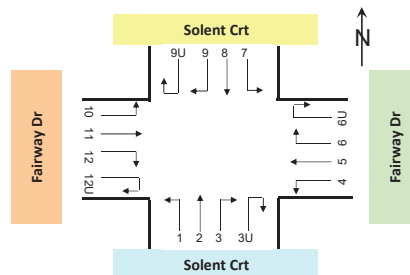 Solent Crt
N
9U 9 8 7
Fairway Dr
10
11
12
12U
6U
6
5
4
Fairway Dr
1 2 3 3U
Solent Crt